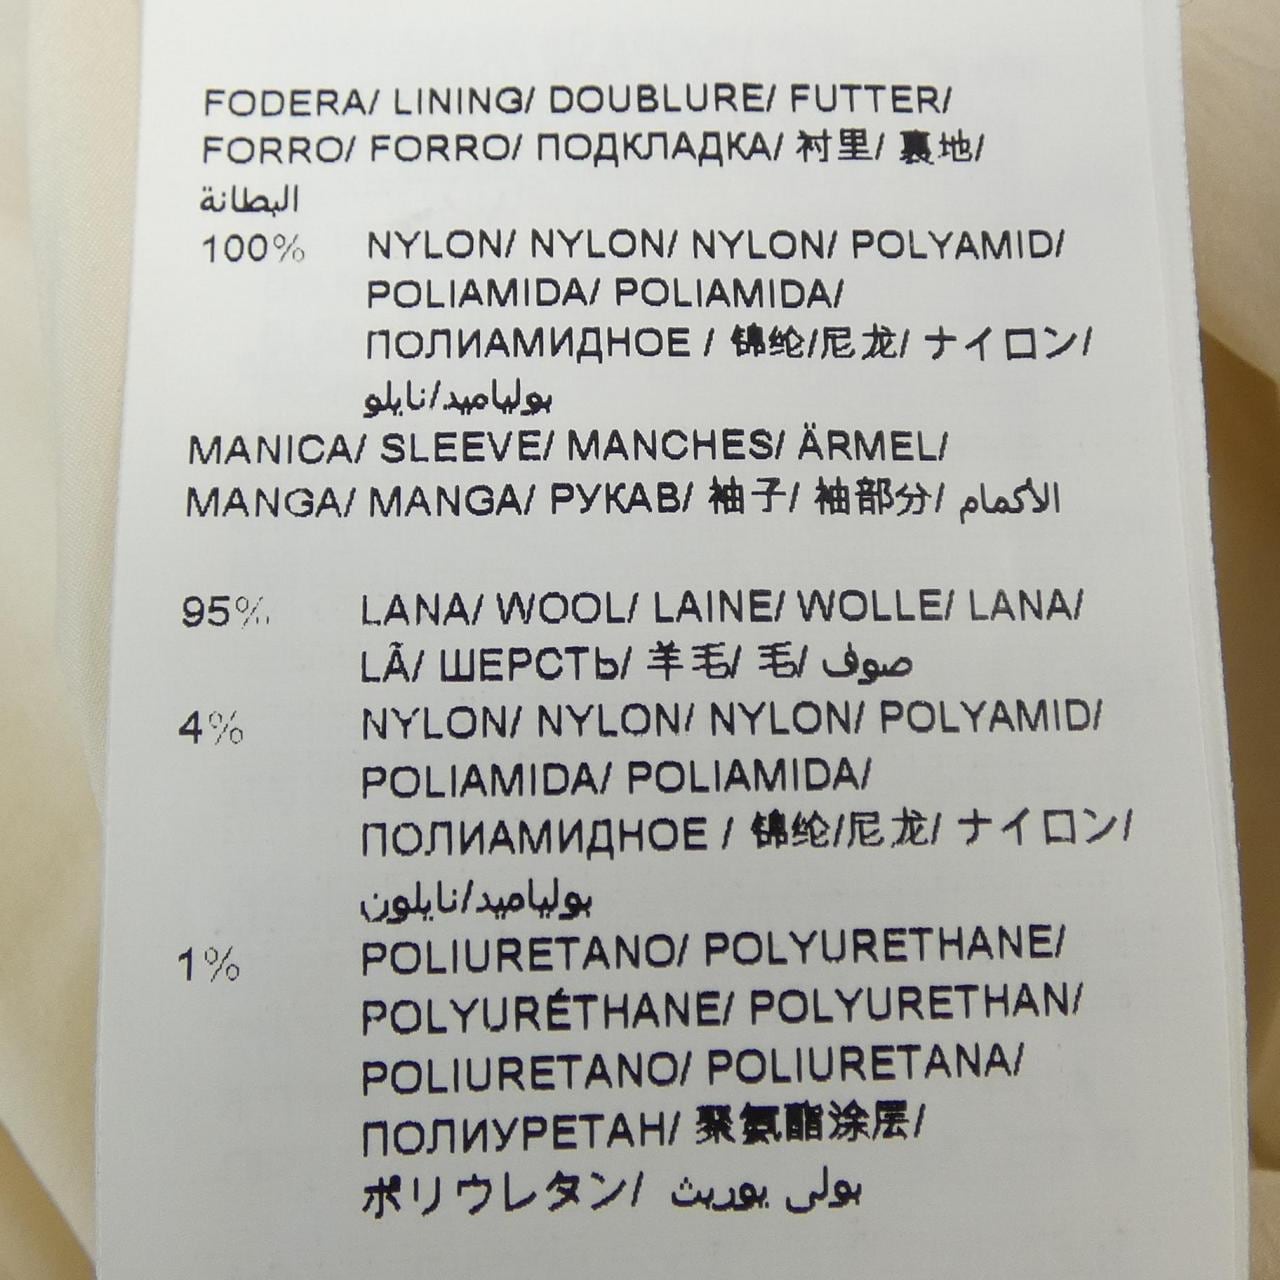 FODERA/ LINING/ DOUBLURE/ FUTTER/
FORRO/ FORRO/ ПОДКЛАДКА/ 衬里/ 裏地/
البطانة
100% NYLON/ NYLON/ NYLON/ POLYAMID/
POLIAMIDA/ POLIAMIDA/
ПОЛИАМИДНОЕ / 锦纶/尼龙/ ナイロン/
بولياميد/نايلو
MANICA/ SLEEVE/ MANCHES/ ÄRMEL/
MANGA/ MANGA/ РУКАВ/ 袖子/ 袖部分/ الأكمام
95% LANA/ WOOL/ LAINE/ WOLLE/ LANA/
LÃ/ ШЕРСТЬ/ 羊毛/ 毛/ صوف
4% NYLON/ NYLON/ NYLON/ POLYAMID/
POLIAMIDA/ POLIAMIDA/
ПОЛИАМИДНОЕ / 锦纶/尼龙/ ナイロン/
بولياميد/نايلون
1% POLIURETANO/ POLYURETHANE/
POLYURÉTHANE/ POLYURETHAN/
POLIURETANO/ POLIURETANA/
ПОЛИУРЕТАН/ 聚氨酯涂层/
ポリウレタン/ بولى يوريث